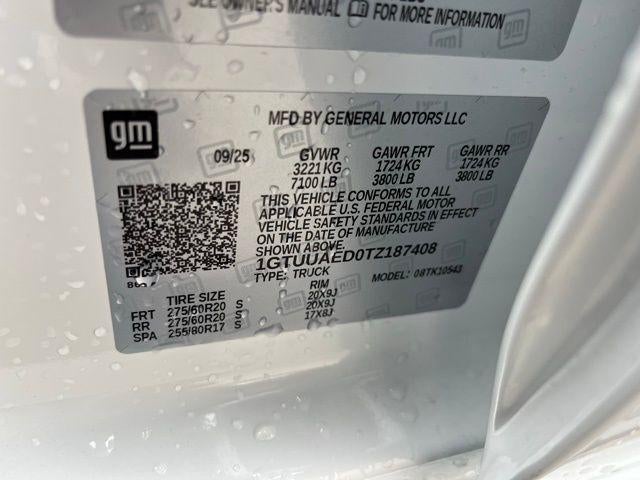 SEE OWNER'S MANUAL FOR MORE INFORMATION
gm
gm
MFD BY GENERAL MOTORS LLC
09/25 GVWR GAWR FRT GAWR RR
3221 KG 1724 KG 1724 KG
7100 LB 3800 LB 3800 LB
THIS VEHICLE CONFORMS TO ALL
APPLICABLE U.S. FEDERAL MOTOR
VEHICLE SAFETY STANDARDS IN EFFECT
ON THE DATE OF MANUFACTURE
SHOWN ABOVE.
1GTUUAED0TZ187408
TYPE: TRUCK MODEL: 08TK10543
TIRE SIZE RIM
FRT 275/60R20 S 20X9J
RR 275/60R20 S 20X9J
SPA 255/80R17 S 17X8J